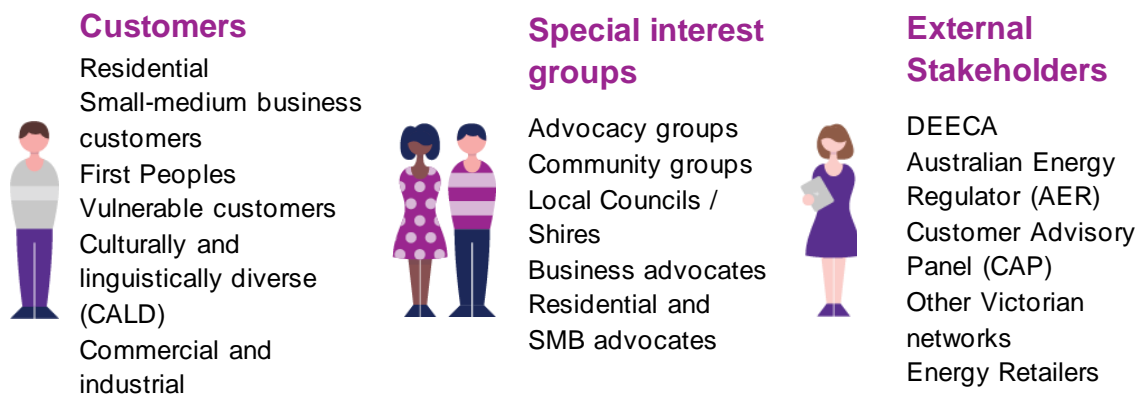 Customers
Residential
Small-medium business
customers
First Peoples
Vulnerable customers
Culturally and
linguistically diverse
(CALD)
Commercial and
industrial
Special interest
groups
Advocacy groups
Community groups
Local Councils /
Shires
Business advocates
Residential and
SMB advocates
External
Stakeholders
DEECA
Australian Energy
Regulator (AER)
Customer Advisory
Panel (CAP)
Other Victorian
networks
Energy Retailers